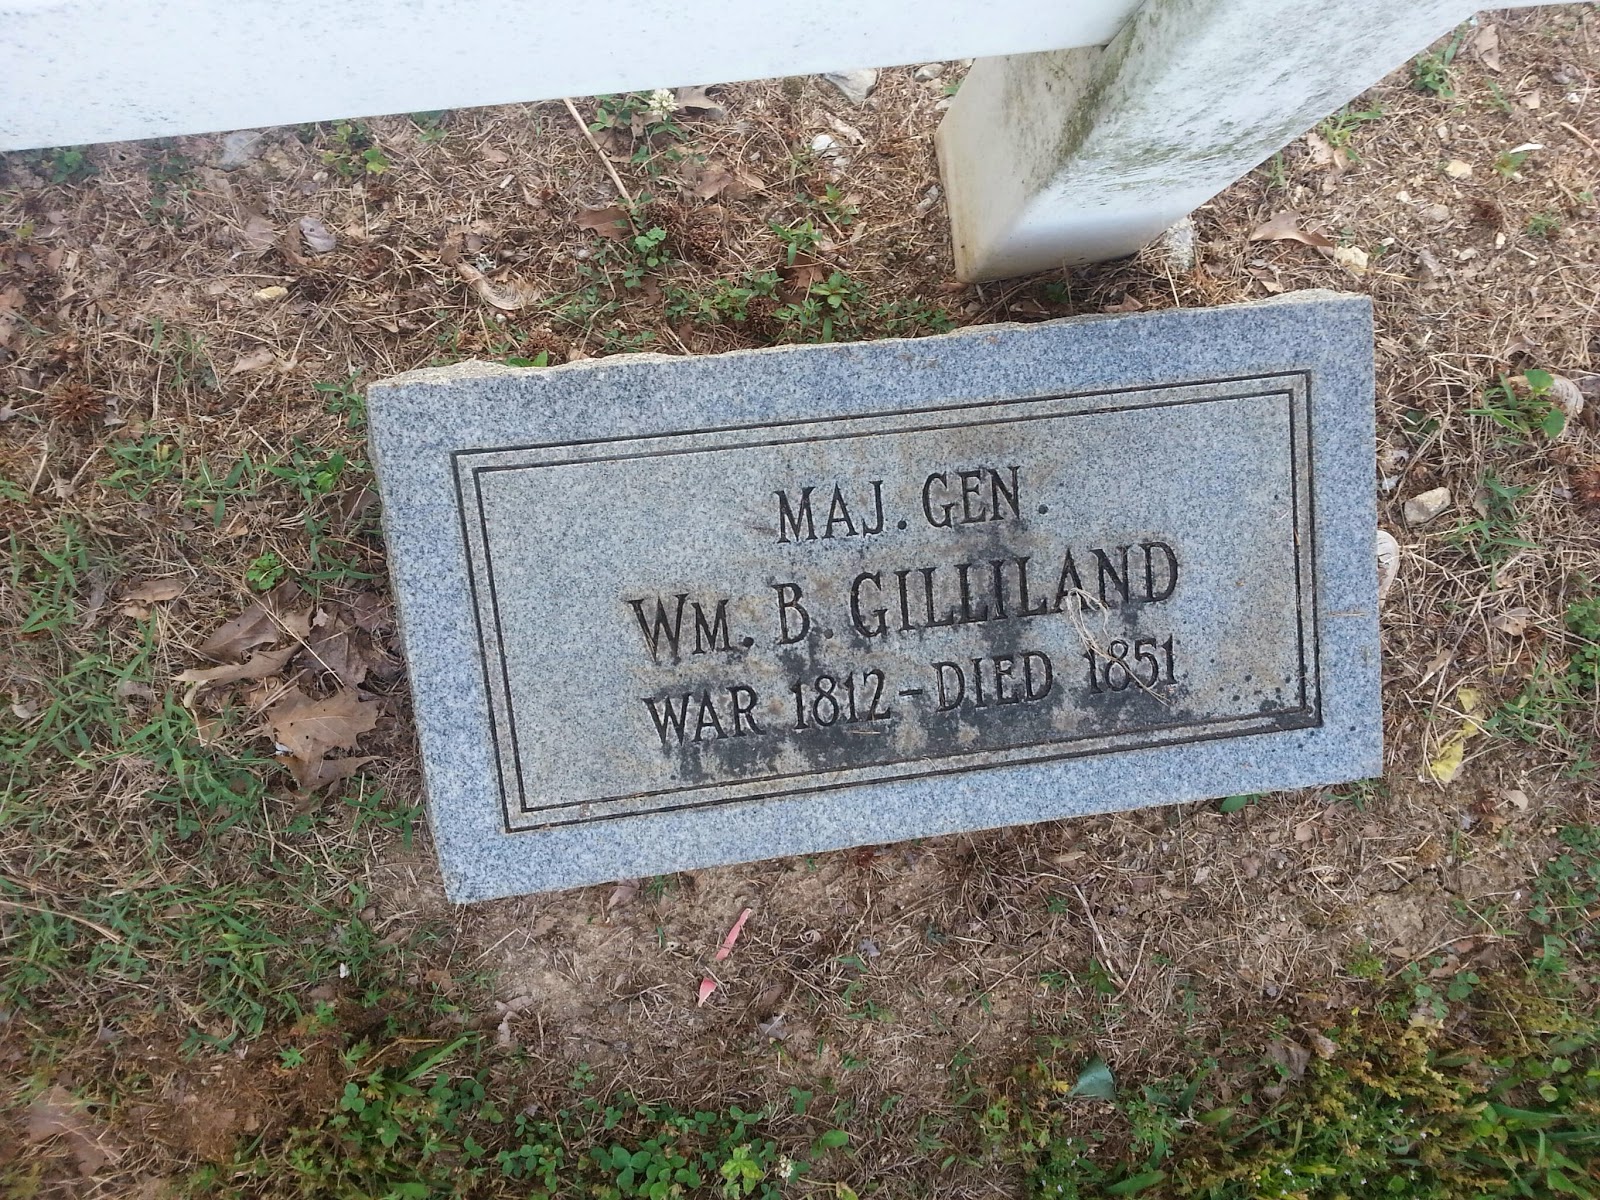 MAJ. GEN.
WM. B. GILLILAND
WAR 1812 - DIED 1851